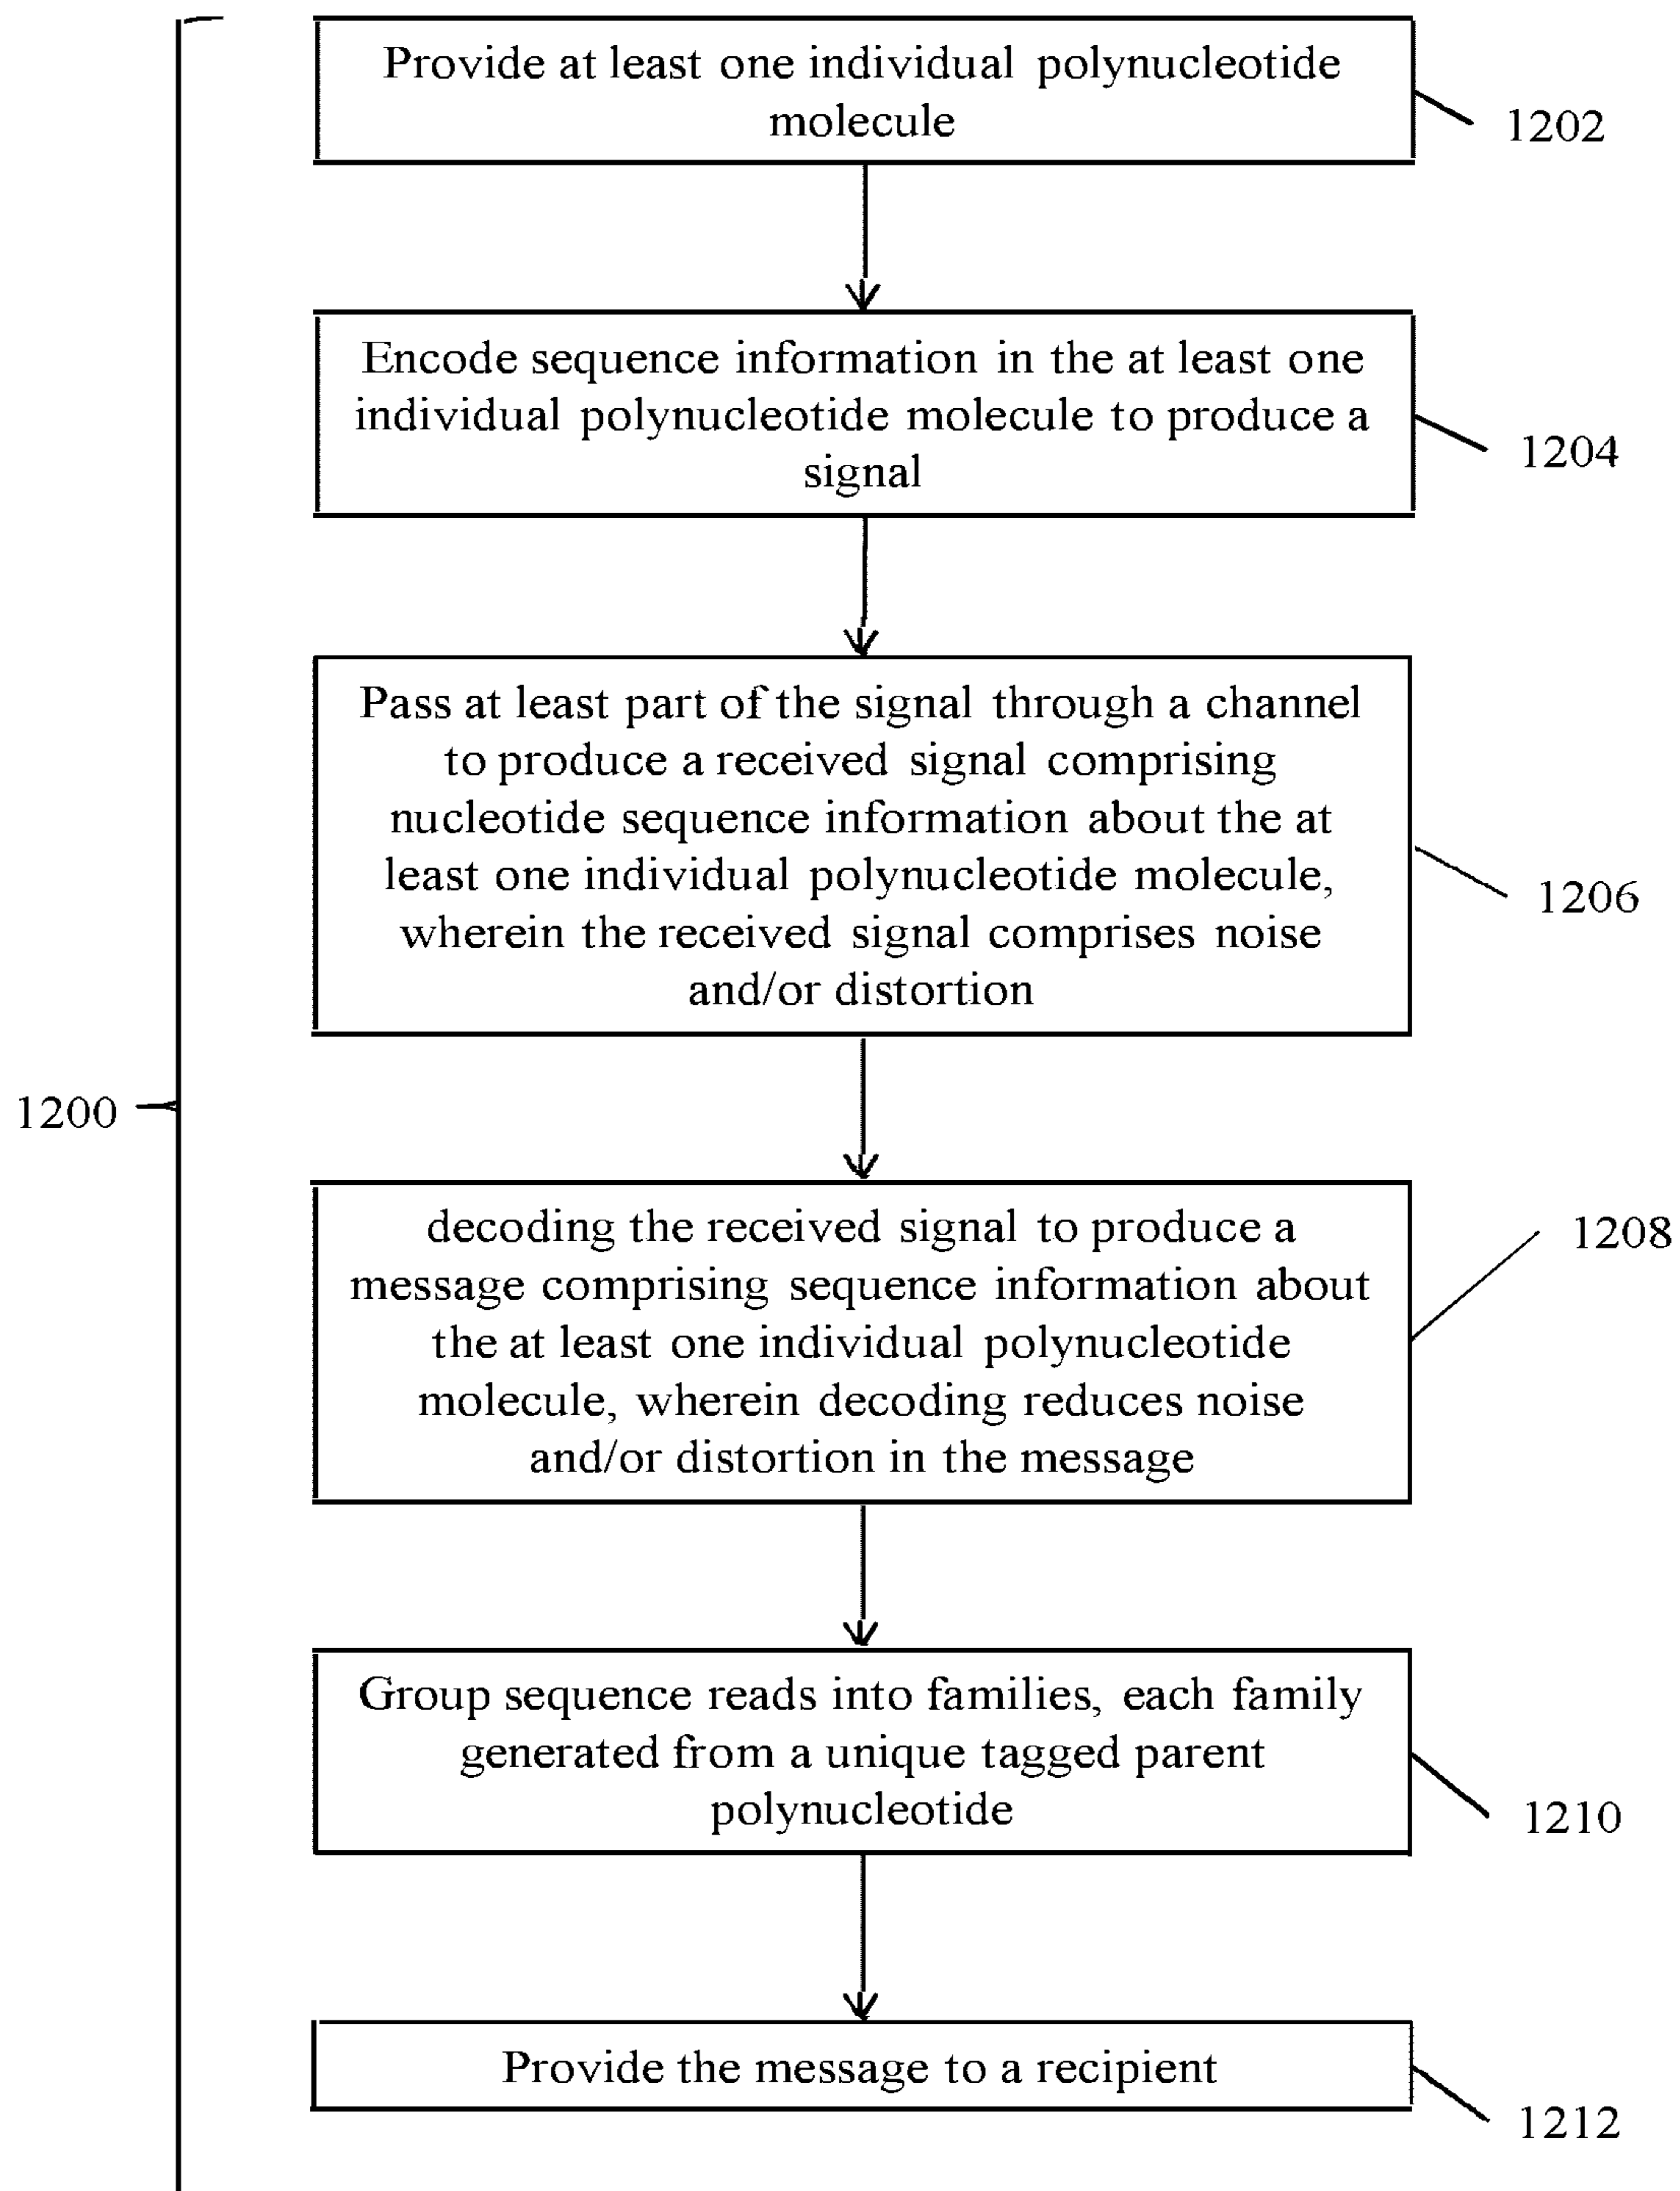 Provide at least one individual polynucleotide
molecule
1202
Encode sequence information in the at least one
individual polynucleotide molecule to produce a
signal
1204
Pass at least part of the signal through a channel
to produce a received signal comprising
nucleotide sequence information about the at
least one individual polynucleotide molecule,
wherein the received signal comprises noise
and/or distortion
1206
1200
decoding the received signal to produce a
message comprising sequence information about
the at least one individual polynucleotide
molecule, wherein decoding reduces noise
and/or distortion in the message
1208
Group sequence reads into families, each family
generated from a unique tagged parent
polynucleotide
1210
Provide the message to a recipient
1212